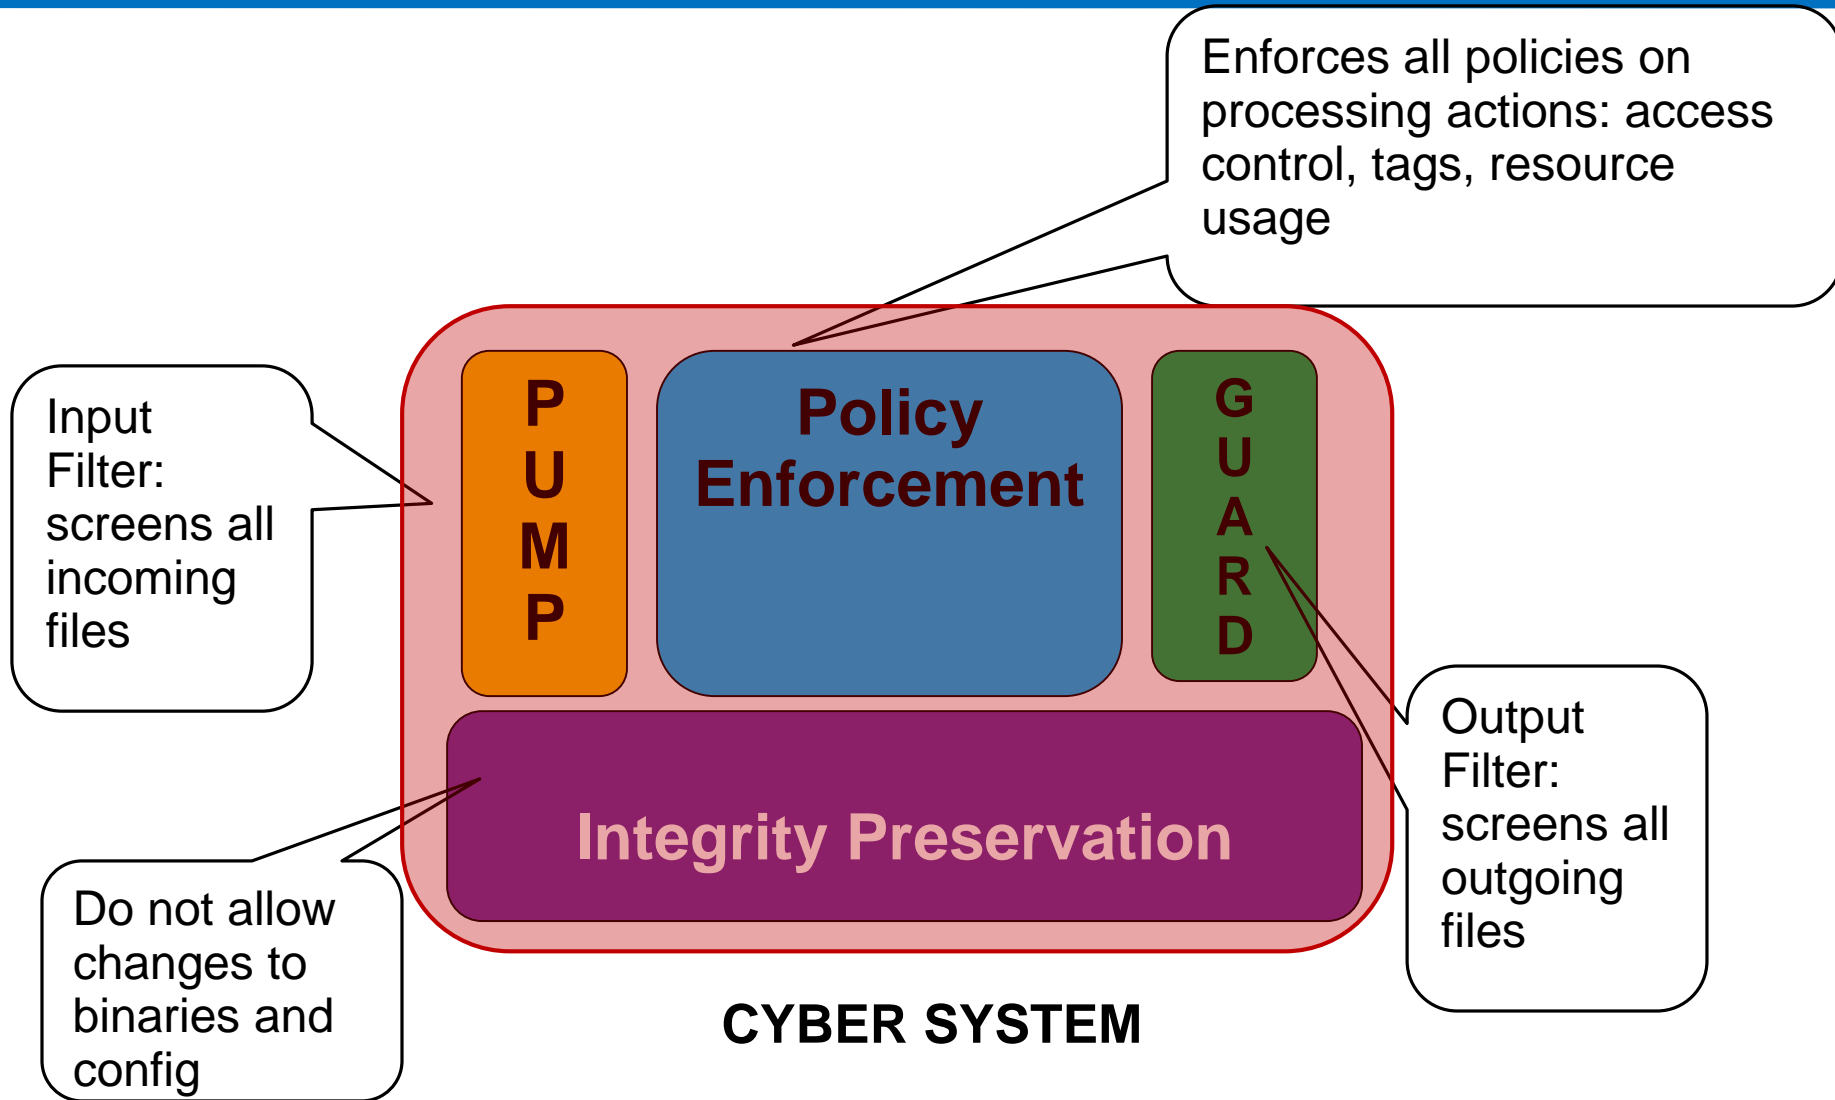 Enforces all policies on
processing actions: access
control, tags, resource
usage
Input
Filter:
screens all
incoming
files
P
U
M
P
Policy
Enforcement
G
U
A
R
D
Integrity Preservation
Output
Filter:
screens all
outgoing
files
Do not allow
changes to
binaries and
config
CYBER SYSTEM